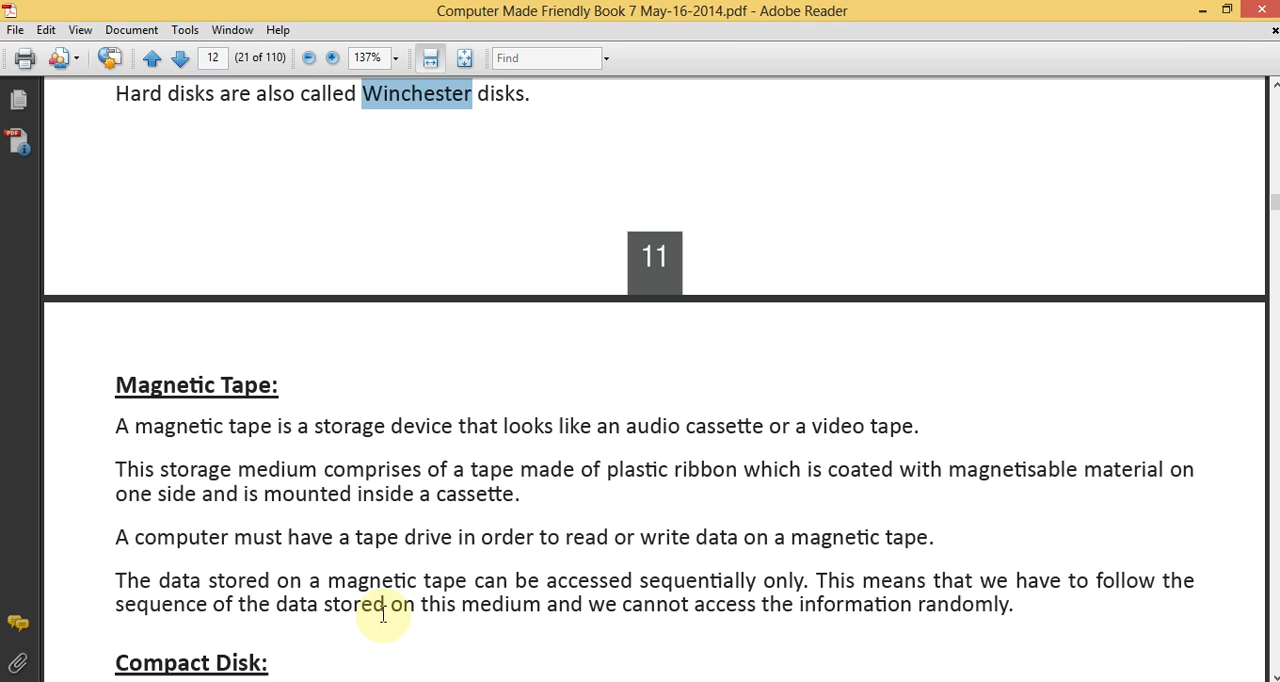 Computer Made Friendly Book 7 May-16-2014.pdf - Adobe Reader
File Edit View Document Tools Window Help
12 (21 of 110) 137% Find
Hard disks are also called Winchester disks.
11
Magnetic Tape:
A magnetic tape is a storage device that looks like an audio cassette or a video tape.
This storage medium comprises of a tape made of plastic ribbon which is coated with magnetisable material on
one side and is mounted inside a cassette.
A computer must have a tape drive in order to read or write data on a magnetic tape.
The data stored on a magnetic tape can be accessed sequentially only. This means that we have to follow the
sequence of the data stored on this medium and we cannot access the information randomly.
Compact Disk: